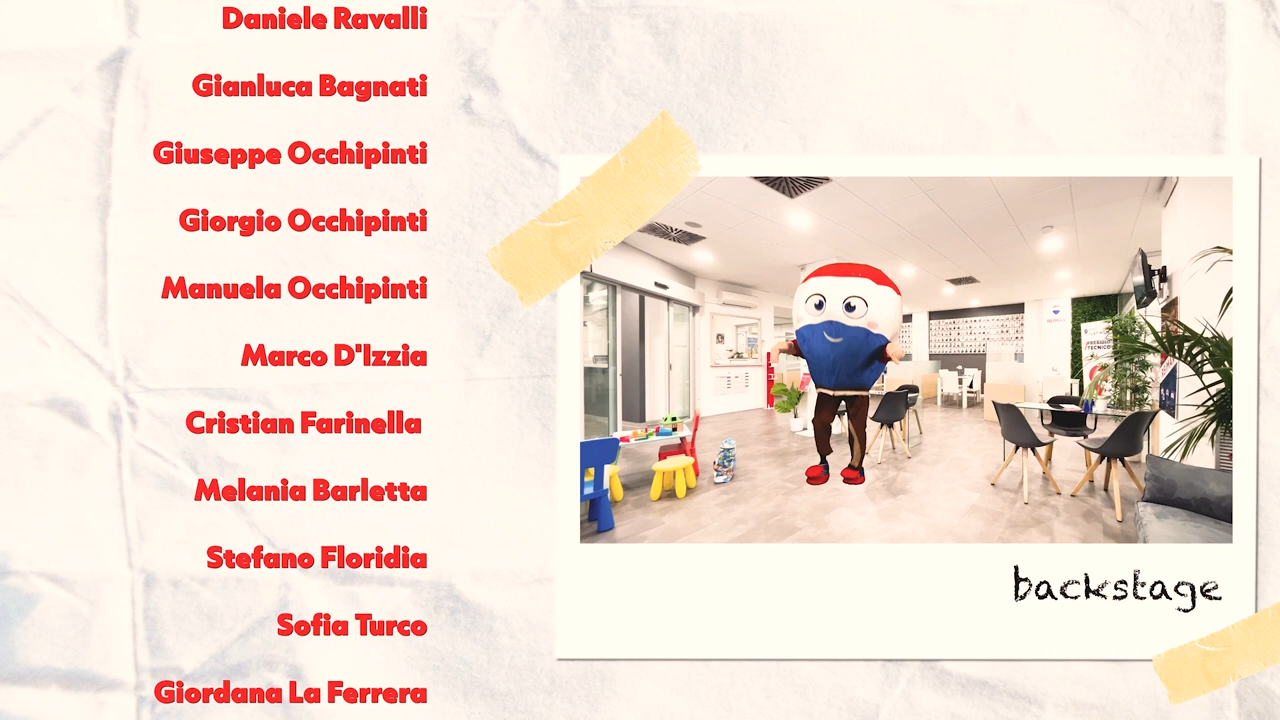 Daniele Ravalli
Gianluca Bagnati
Giuseppe Occhipinti
Giorgio Occhipinti
Manuela Occhipinti
Marco D'Izzia
Cristian Farinella
Melania Barletta
Stefano Floridia
Sofia Turco
Giordana La Ferrera
backstage